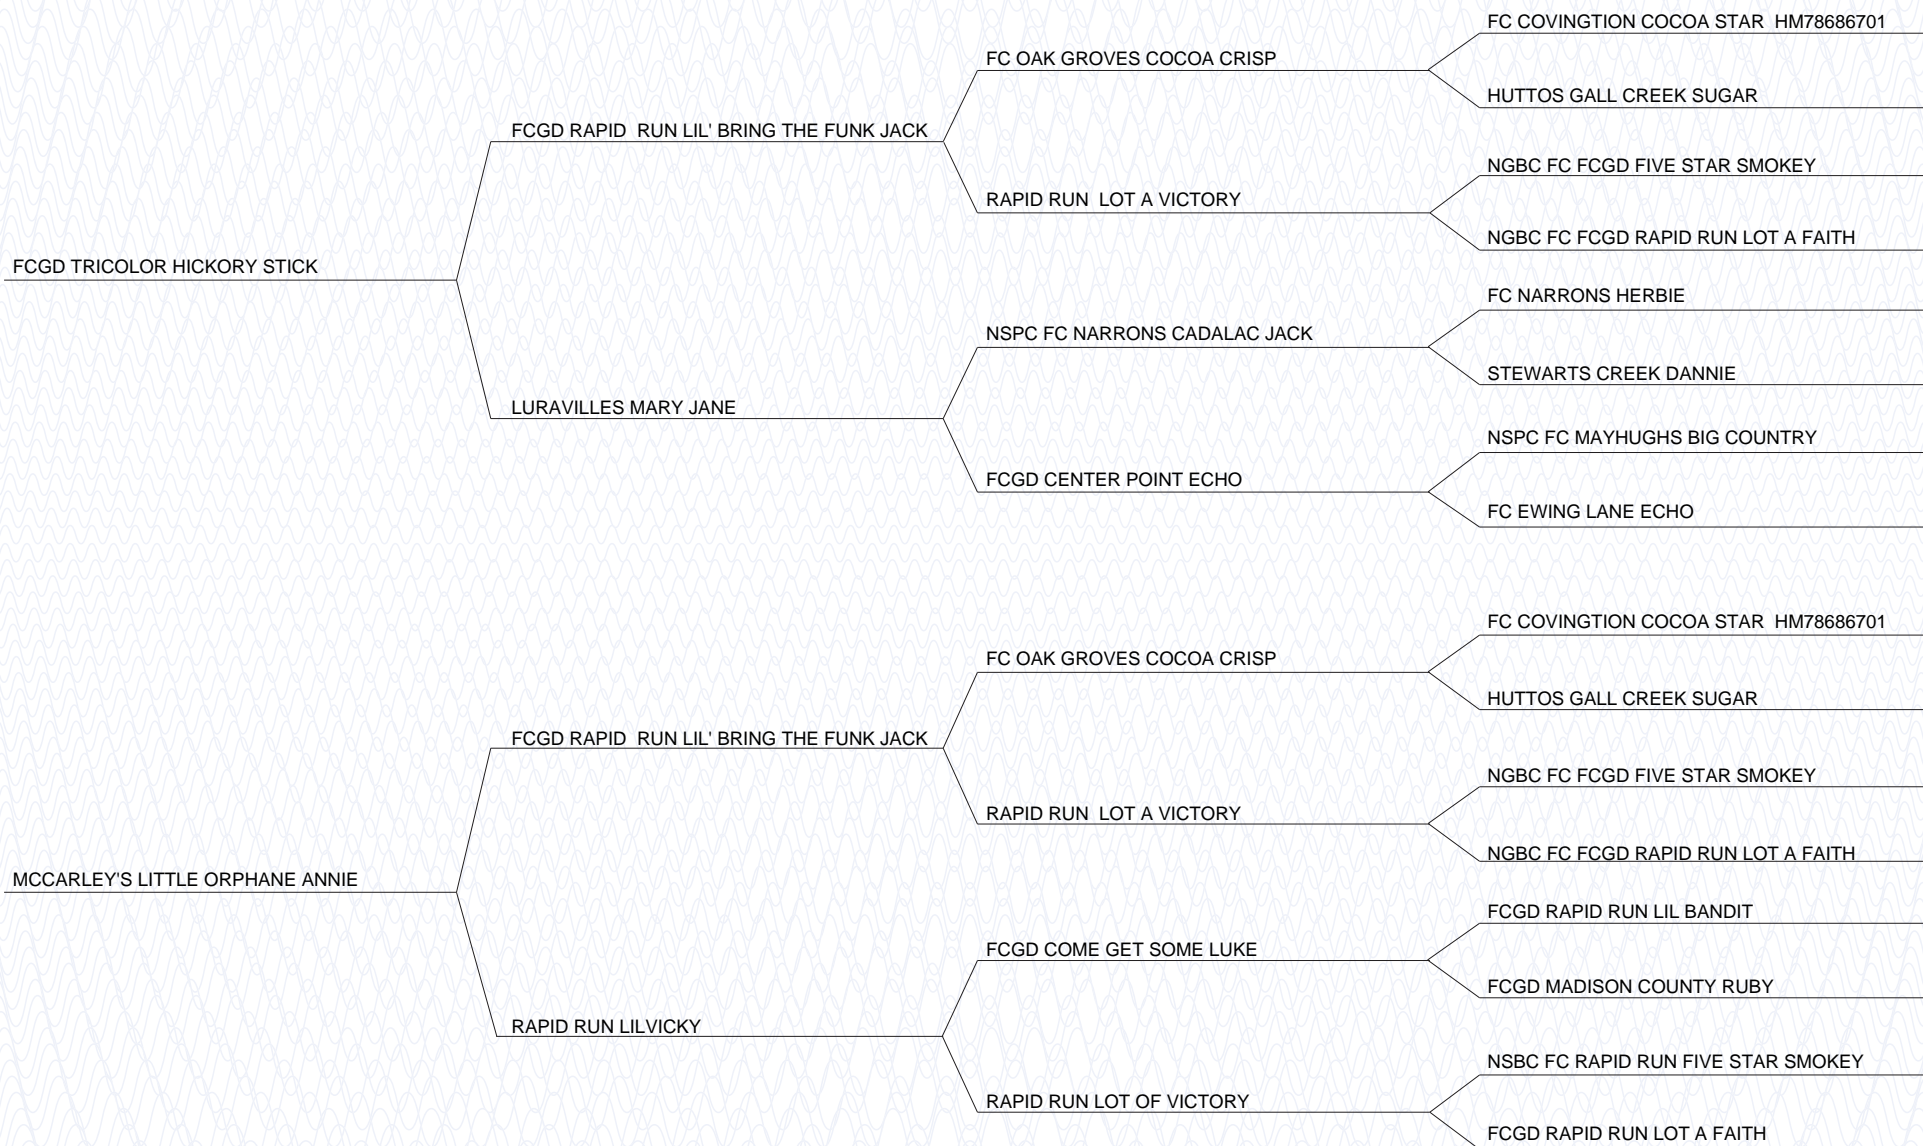 FC COVINGTION COCOA STAR  HM78686701
FC OAK GROVES COCOA CRISP
HUTTOS GALL CREEK SUGAR
FCGD RAPID  RUN LIL' BRING THE FUNK JACK
NGBC FC FCGD FIVE STAR SMOKEY
RAPID RUN  LOT A VICTORY
NGBC FC FCGD RAPID RUN LOT A FAITH
FCGD TRICOLOR HICKORY STICK
FC NARRONS HERBIE
NSPC FC NARRONS CADALAC JACK
STEWARTS CREEK DANNIE
LURAVILLES MARY JANE
NSPC FC MAYHUGHS BIG COUNTRY
FCGD CENTER POINT ECHO
FC EWING LANE ECHO
FC COVINGTION COCOA STAR  HM78686701
FC OAK GROVES COCOA CRISP
HUTTOS GALL CREEK SUGAR
FCGD RAPID  RUN LIL' BRING THE FUNK JACK
NGBC FC FCGD FIVE STAR SMOKEY
RAPID RUN  LOT A VICTORY
NGBC FC FCGD RAPID RUN LOT A FAITH
MCCARLEY'S LITTLE ORPHANE ANNIE
FCGD RAPID RUN LIL BANDIT
FCGD COME GET SOME LUKE
FCGD MADISON COUNTY RUBY
RAPID RUN LILVICKY
NSBC FC RAPID RUN FIVE STAR SMOKEY
RAPID RUN LOT OF VICTORY
FCGD RAPID RUN LOT A FAITH